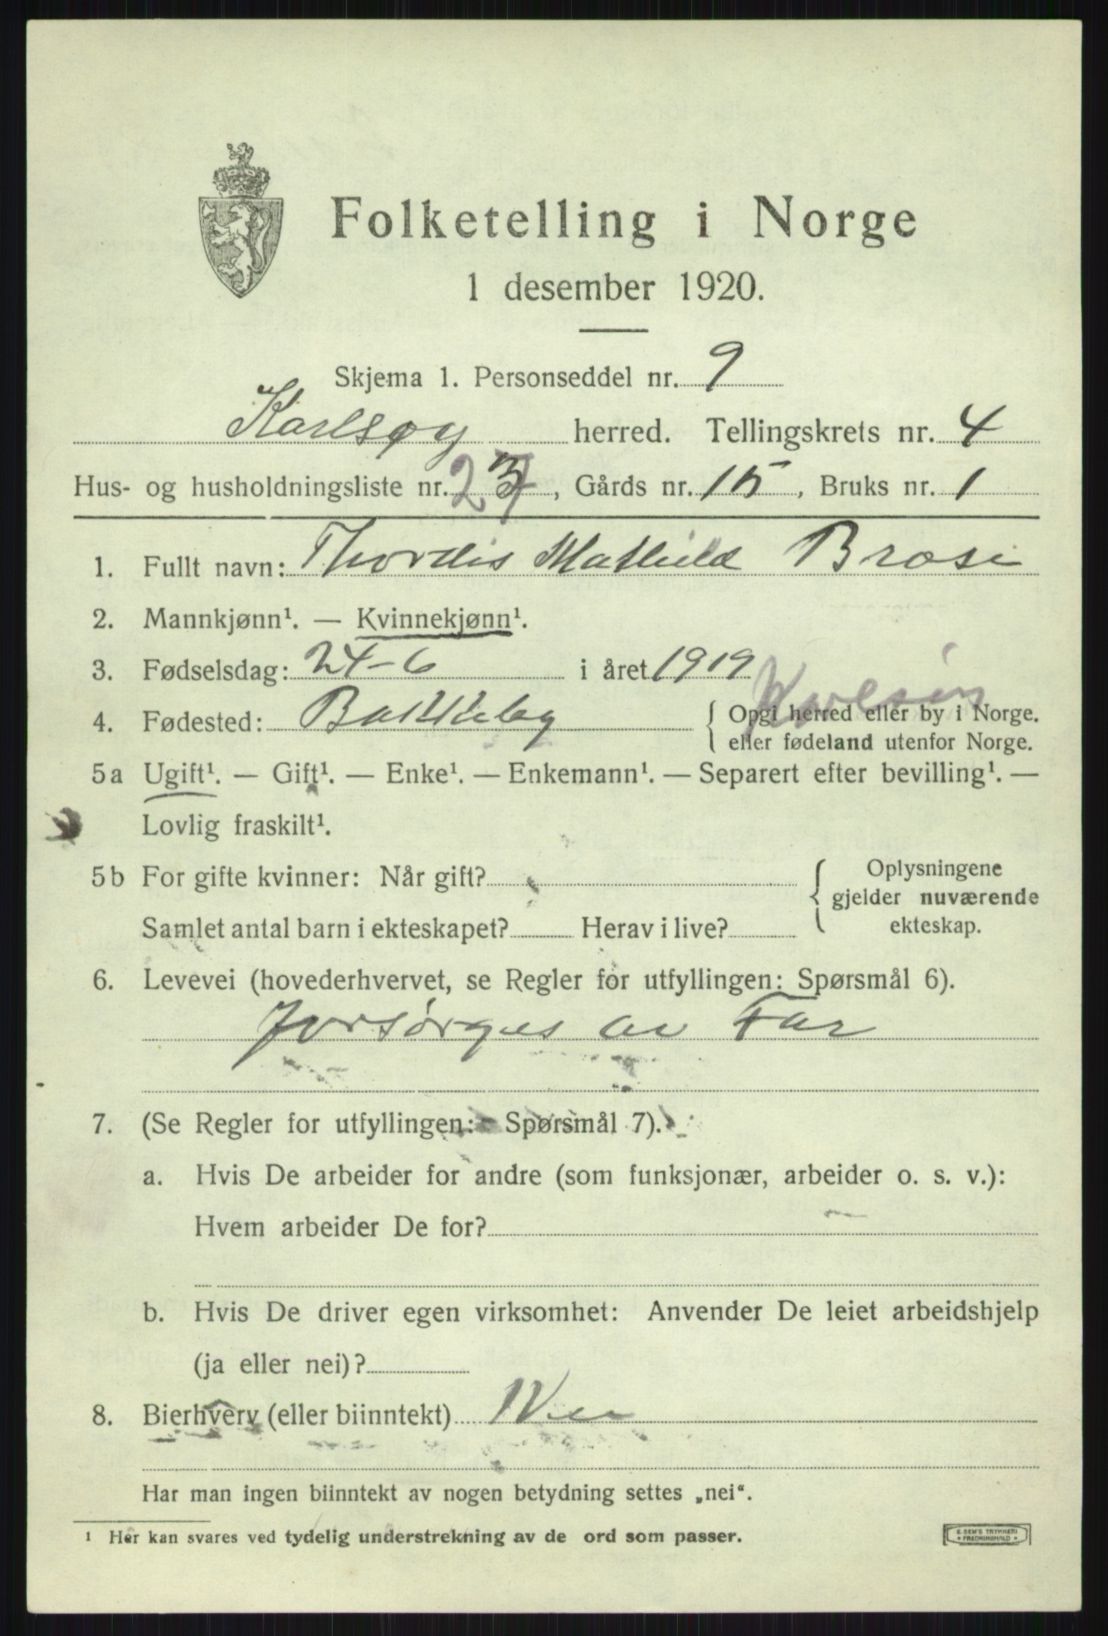 Folketelling i Norge
1 desember 1920.
Skjema 1. Personseddel nr. 9
Karlsøy herred. Tellingskrets nr. 4
Hus- og husholdningsliste nr. 27, Gårds nr. 15, Bruks nr. 1
1. Fullt navn: Thordis Mathild Brose
2. Mannkjønn¹. — Kvinnekjønn¹.
3. Fødselsdag: 24-6 i året 1919
4. Fødested: Bakkeby { Opgi herred eller by i Norge. Karlsøy
eller fødeland utenfor Norge.
5a Ugift¹. — Gift¹. — Enke¹. — Enkemann¹. — Separert efter bevilling¹. —
Lovlig fraskilt¹.
5b For gifte kvinner: Når gift? { Oplysningene
gjelder nuværende
Samlet antal barn i ekteskapet? Herav i live? ekteskap.
6. Levevei (hovederhvervet, se Regler for utfyllingen: Spørsmål 6).
Forsørges av Far
7. (Se Regler for utfyllingen: Spørsmål 7).
a. Hvis De arbeider for andre (som funksjonær, arbeider o. s. v.):
Hvem arbeider De for?
b. Hvis De driver egen virksomhet: Anvender De leiet arbeidshjelp
(ja eller nei)?
8. Bierhverv (eller biinntekt) Nei
Har man ingen biinntekt av nogen betydning settes „nei“.
¹ Her kan svares ved tydelig understrekning av de ord som passer.
E. SEM'S TRYKKERI
FREDRIKSHALD